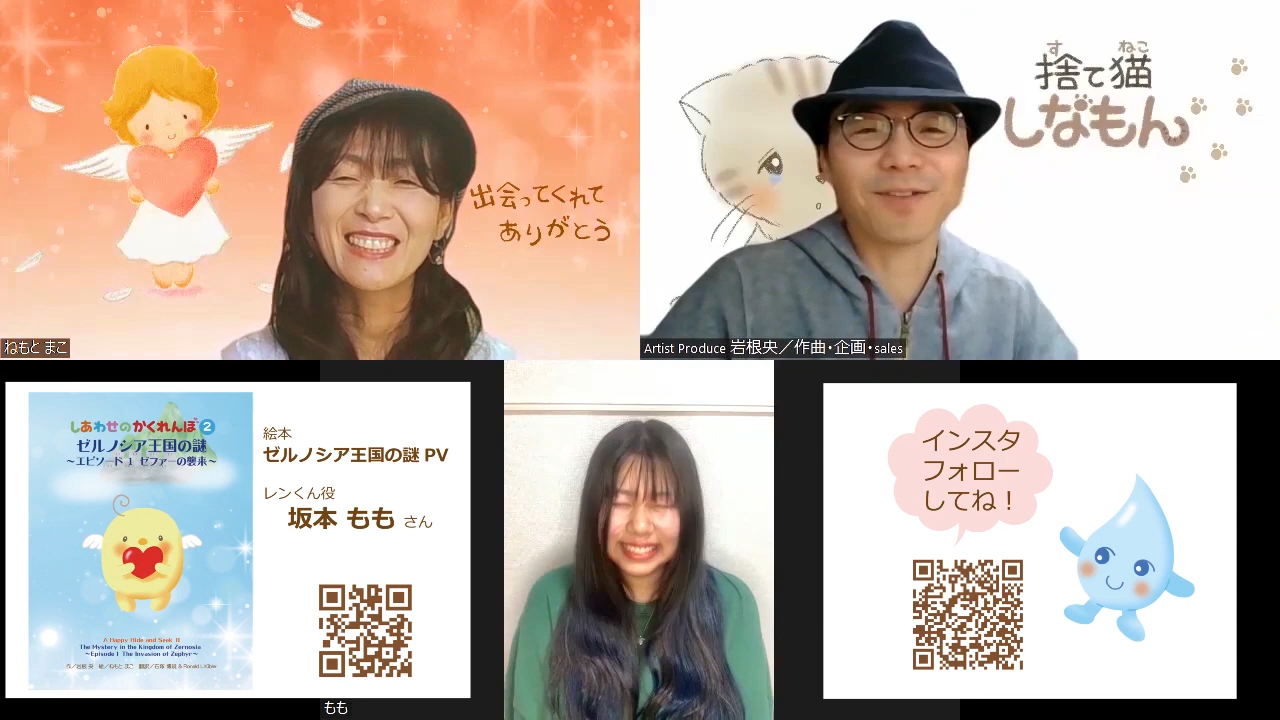 出会ってくれて
ありがとう
ねもと まこ
す ねこ
捨て猫
しなもん
Artist Produce 岩根央／作曲・企画・sales
しあわせのかくれんぼ 2
ゼルノシア王国の謎
～エピソード 1 ゼファーの襲来～
A Happy Hide and Seek II
The Mystery in the Kingdom of Zernosia
～Episode 1 The Invasion of Zephyr～
絵本
ゼルノシア王国の謎 PV
レンくん役
坂本 もも さん
もも
インスタ
フォロー
してね！